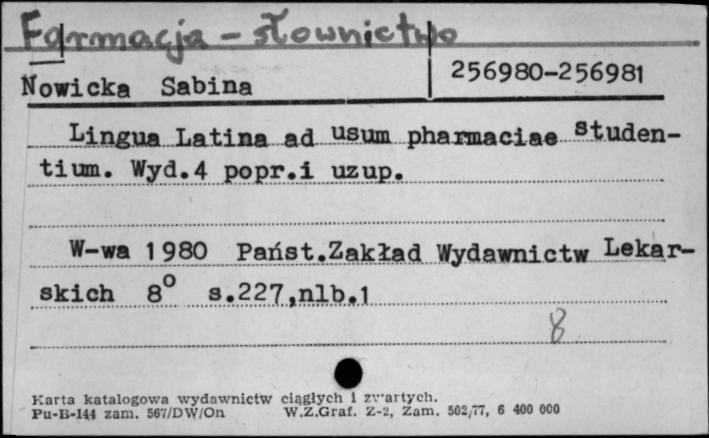 Farmacja - słownictwo
Nowicka Sabina 256980-256981
Lingua Latina ad usum pharmaciae studen-
tium. Wyd.4 popr.i uzup.
W-wa 1980 Państ.Zakład Wydawnictw Lekar-
skich 8° s.227,nlb.1
8
Karta katalogowa wydawnictw ciągłych i zwartych.
Pu-B-144 zam. 567/DW/On W.Z.Graf. Z-2, Zam. 502/77, 6 400 000